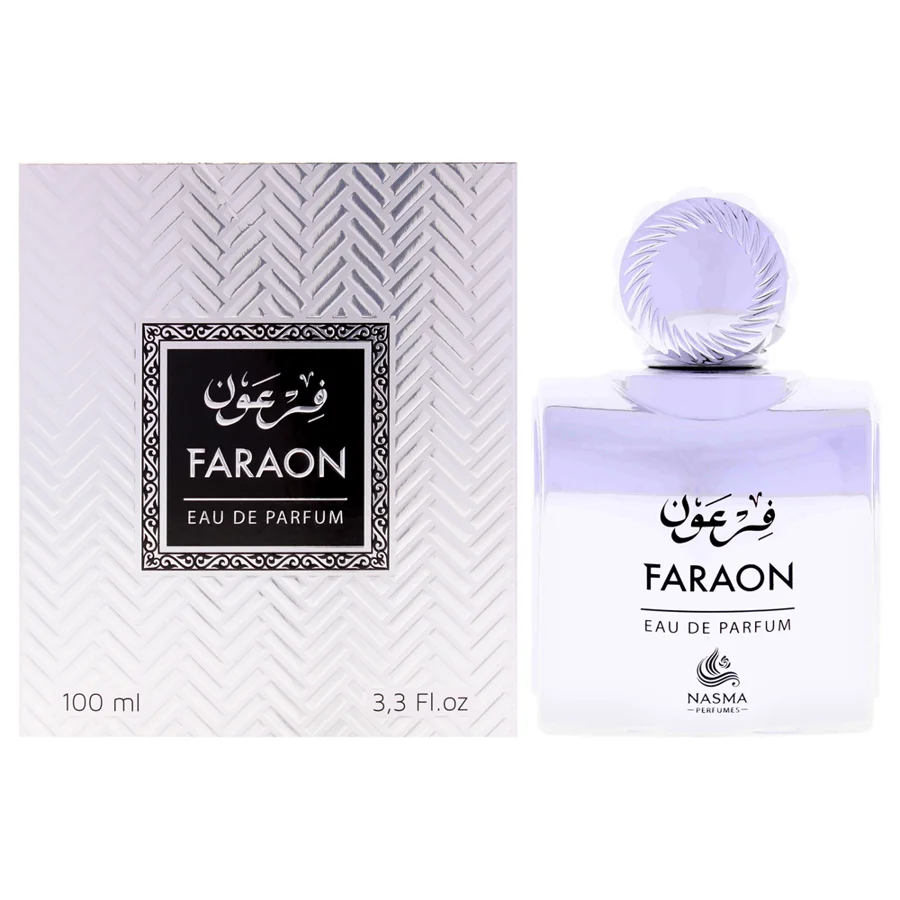 فرعون
FARAON
EAU DE PARFUM
100 ml
3,3 Fl.oz
فرعون
FARAON
EAU DE PARFUM
NASMA
PERFUMES